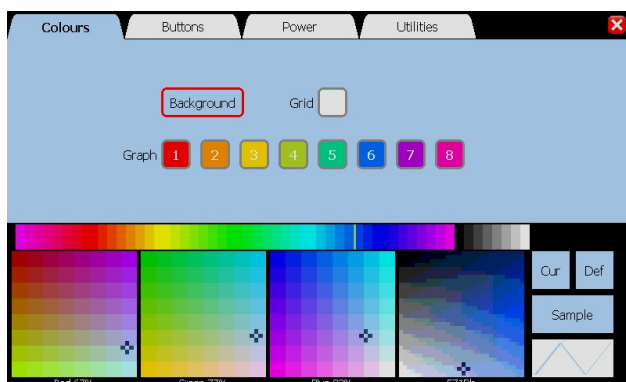 Colours Buttons Power Utilities
Background Grid
Graph 1 2 3 4 5 6 7 8
Cur Def
Sample